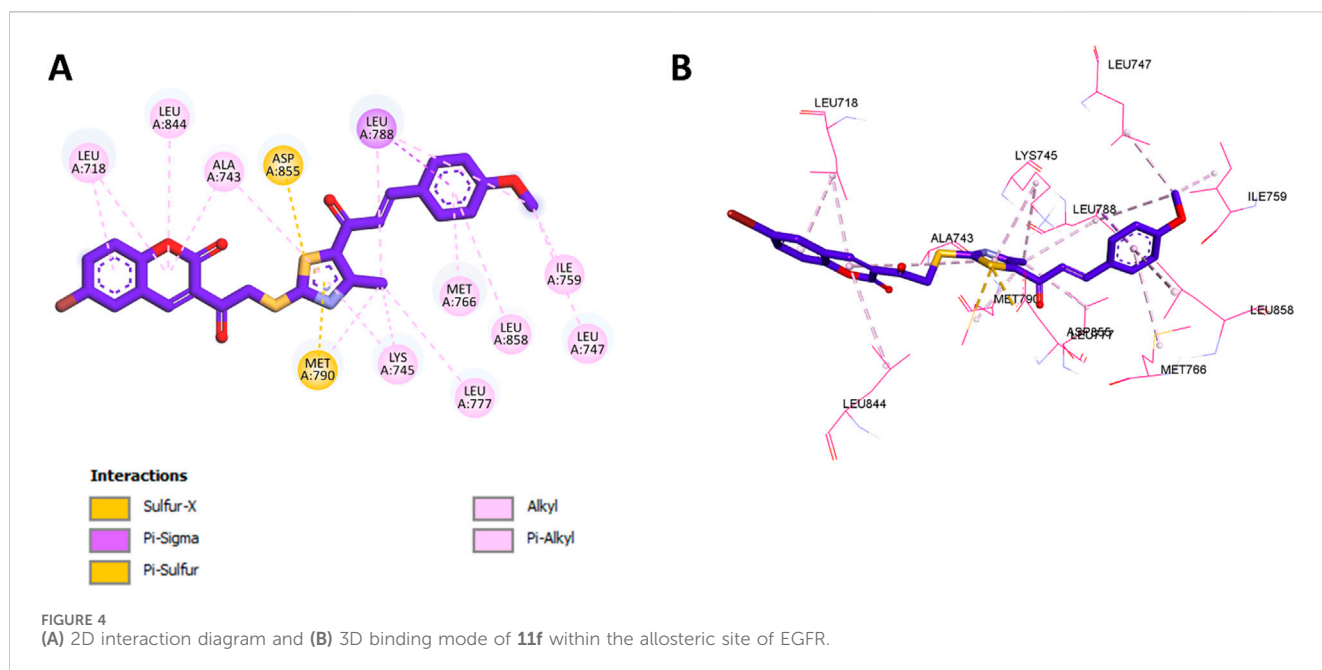 A
LEU
A:844
LEU
A:718
ALA
A:743
ASP
A:855
LEU
A:788
MET
A:766
ILE
A:759
LEU
A:858
LEU
A:747
MET
A:790
LYS
A:745
LEU
A:777
Interactions
Sulfur-X
Pi-Sigma
Pi-Sulfur
Alkyl
Pi-Alkyl
B
LEU747
LEU718
LYS745
ILE759
LEU788
ALA743
MET790
LEU858
ASP855
LEU777
MET766
LEU844
FIGURE 4
(A) 2D interaction diagram and (B) 3D binding mode of 11f within the allosteric site of EGFR.